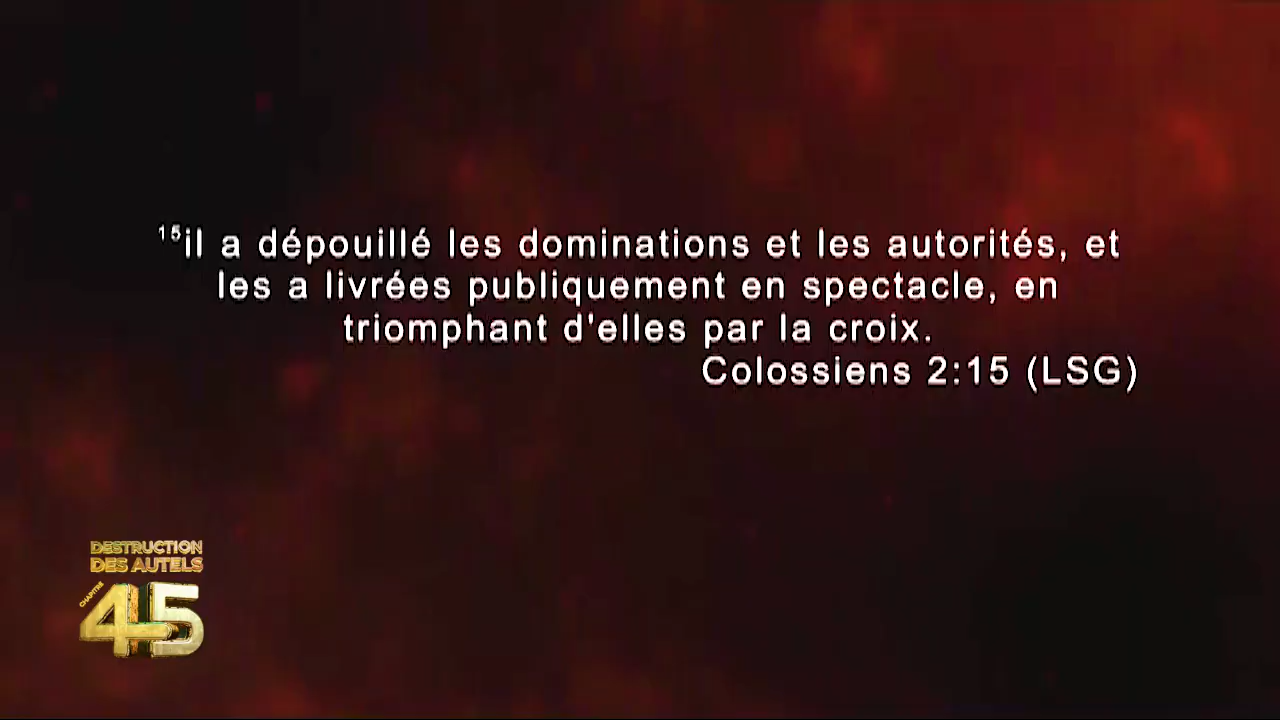 ¹⁵il a dépouillé les dominations et les autorités, et
les a livrées publiquement en spectacle, en
triomphant d'elles par la croix.
Colossiens 2:15 (LSG)
DESTRUCTION
DES AUTELS
CHAPITRE
45